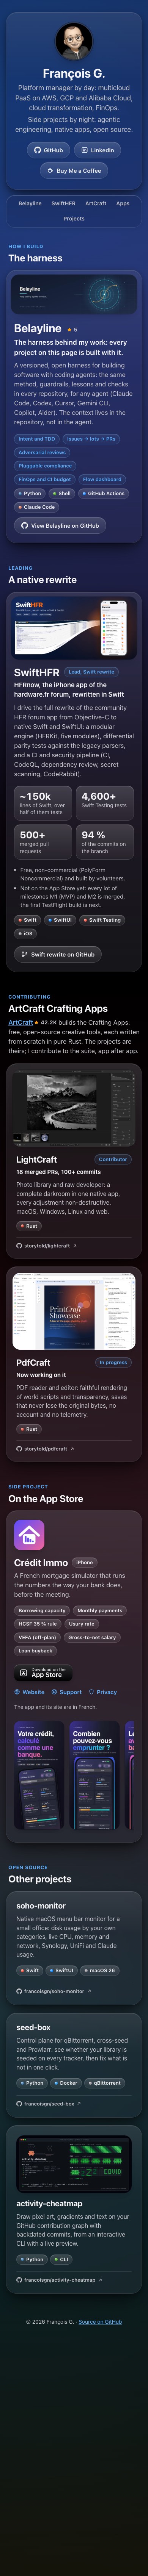 François G.
Platform manager by day: multicloud
PaaS on AWS, GCP and Alibaba Cloud,
cloud transformation, FinOps.
Side projects by night: agentic
engineering, native apps, open source.
GitHub
LinkedIn
Buy Me a Coffee
Belayline SwiftHFR ArtCraft Apps
Projects
HOW I BUILD
The harness
Belayline
Belayline ★ 5
The harness behind my work: every
project on this page is built with it.
A versioned, open harness for building
software with coding agents: the same
method, guardrails, lessons and checks
in every repository, for any agent (Claude
Code, Codex, Cursor, Gemini CLI,
Copilot, Aider). The context lives in the
repository, not in the agent.
Intent and TDD
Issues → lots → PRs
Adversarial reviews
Pluggable compliance
FinOps and CI budget
Flow dashboard
Python
Shell
GitHub Actions
Claude Code
View Belayline on GitHub
LEADING
A native rewrite
SwiftHFR
SwiftHFR
Lead, Swift rewrite
HFRnow, the iPhone app of the
hardware.fr forum, rewritten in Swift
I drive the full rewrite of the community
HFR forum app from Objective-C to
native Swift and SwiftUI: a modular
engine (HFRKit, five modules), differential
parity tests against the legacy parsers,
and a CI and security pipeline (CI,
CodeQL, dependency review, secret
scanning, CodeRabbit).
~150k
lines of Swift, over
half of them tests
4,600+
Swift Testing tests
500+
merged pull
requests
94 %
of the commits on
the branch
Free, non-commercial (PolyForm
Noncommercial) and built by volunteers.
Not on the App Store yet: every lot of
milestones M1 (MVP) and M2 is merged,
the first TestFlight build is next.
Swift
SwiftUI
Swift Testing
iOS
Swift rewrite on GitHub
CONTRIBUTING
ArtCraft Crafting Apps
ArtCraft ★ 42.2K builds the Crafting Apps:
free, open-source creative tools, each written
from scratch in pure Rust. The projects are
theirs; I contribute to the suite, app after app.
LightCraft
Contributor
18 merged PRs, 100+ commits
Photo library and raw developer: a
complete darkroom in one native app,
every adjustment non-destructive, on
macOS, Windows, Linux and web.
Rust
storytold/lightcraft ↗
PrintCraft
Showcase
PdfCraft
In progress
Now working on it
PDF reader and editor: faithful rendering
of world scripts and transparency, saves
that never lose the original bytes, no
account and no telemetry.
Rust
storytold/pdfcraft ↗
SIDE PROJECT
On the App Store
Crédit Immo
iPhone
A French mortgage simulator that runs
the numbers the way your bank does,
before the meeting.
Borrowing capacity
Monthly payments
HCSF 35 % rule
Usury rate
VEFA (off-plan)
Gross-to-net salary
Loan buyback
Download on the
App Store
Website
Support
Privacy
The app and its site are in French.
Votre crédit,
calculé
comme une
banque.
Combien
pouvez-vous
emprunter ?
OPEN SOURCE
Other projects
soho-monitor
Native macOS menu bar monitor for a
small office: disk usage by your own
categories, live CPU, memory and
network, Synology, UniFi and Claude
usage.
Swift
SwiftUI
macOS 26
francoisgn/soho-monitor ↗
seed-box
Control plane for qBittorrent, cross-seed
and Prowlarr: see whether your library is
seeded on every tracker, then fix what is
not in one click.
Python
Docker
qBittorrent
francoisgn/seed-box ↗
activity-cheatmap
Draw pixel art, gradients and text on your
GitHub contribution graph with
backdated commits, from an interactive
CLI with a live preview.
Python
CLI
francoisgn/activity-cheatmap ↗
© 2026 François G. · Source on GitHub